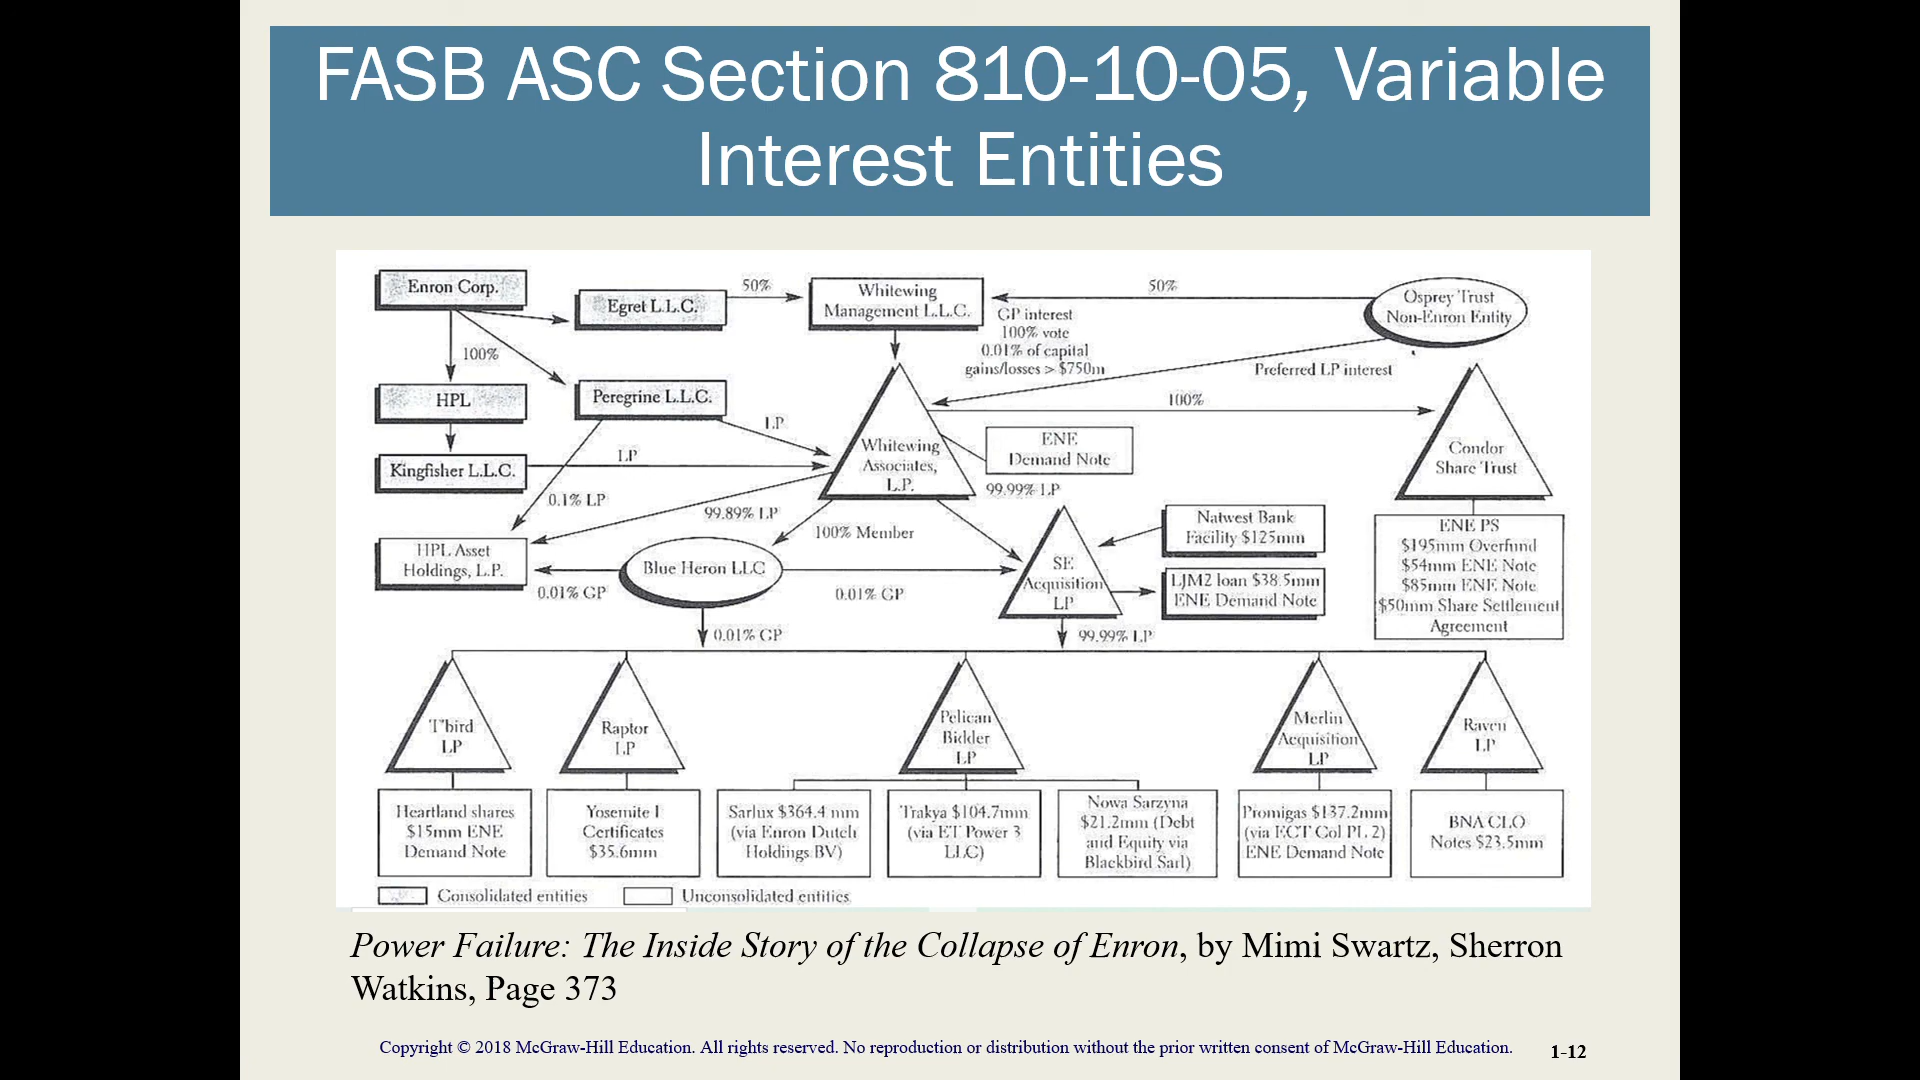 FASB ASC Section 810-10-05, Variable
Interest Entities
Enron Corp.
Egret L.L.C.
50%
Whitewing
Management L.L.C.
50%
Osprey Trust
Non-Enron Entity
GP interest
100% vote
0.01% of capital
gains/losses > $750m
Preferred LP interest
100%
HPL
Peregrine L.L.C.
LP
100%
Kingfisher L.L.C.
LP
Whitewing
Associates,
L.P.
ENE
Demand Note
Condor
Share Trust
0.1% LP
99.89% LP
99.99% LP
100% Member
HPL Asset
Holdings, L.P.
0.01% GP
Blue Heron LLC
0.01% GP
SE
Acquisition
LP
Natwest Bank
Facility $125mm
LJM2 loan $38.5mm
ENE Demand Note
ENE PS
$195mm Overfund
$54mm ENE Note
$85mm ENE Note
$50mm Share Settlement
Agreement
0.01% GP
99.99% LP
T'bird
LP
Raptor
LP
Pelican
Bidder
LP
Merlin
Acquisition
LP
Raven
LP
Heartland shares
$15mm ENE
Demand Note
Yosemite I
Certificates
$35.6mm
Sarlux $364.4 mm
(via Enron Dutch
Holdings BV)
Trakya $104.7mm
(via ET Power 3
LLC)
Nowa Sarzyna
$21.2mm (Debt
and Equity via
Blackbird Sarl)
Promigas $137.2mm
(via ECT Col PL 2)
ENE Demand Note
BNA CLO
Notes $23.5mm
Consolidated entities
Unconsolidated entities
Power Failure: The Inside Story of the Collapse of Enron, by Mimi Swartz, Sherron
Watkins, Page 373
Copyright © 2018 McGraw-Hill Education. All rights reserved. No reproduction or distribution without the prior written consent of McGraw-Hill Education.
1-12